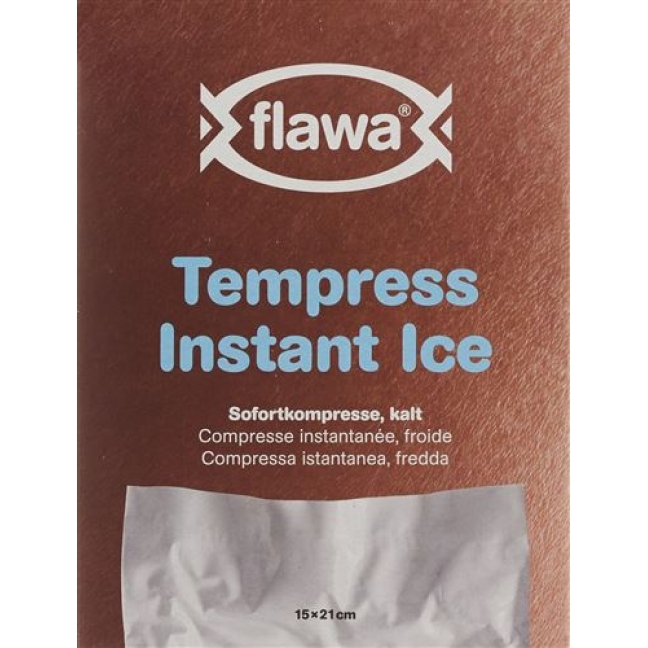 flawa®
Tempress
Instant Ice
Sofortkompresse, kalt
Compresse instantanée, froide
Compressa istantanea, fredda
15×21cm